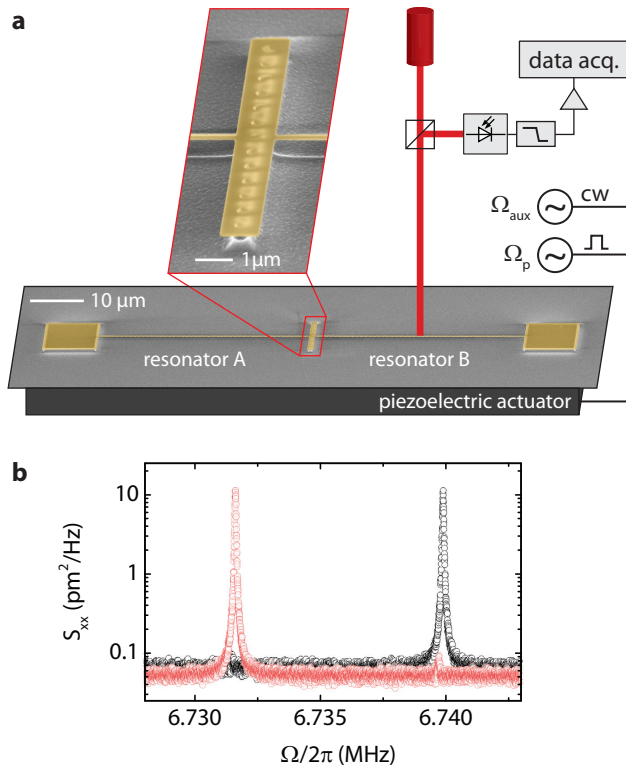 a
data acq.
Ω_aux
cw
Ω_p
1μm
10 μm
resonator A
resonator B
piezoelectric actuator
b
S_xx (pm²/Hz)
10
1
0.1
6.730
6.735
6.740
Ω/2π (MHz)